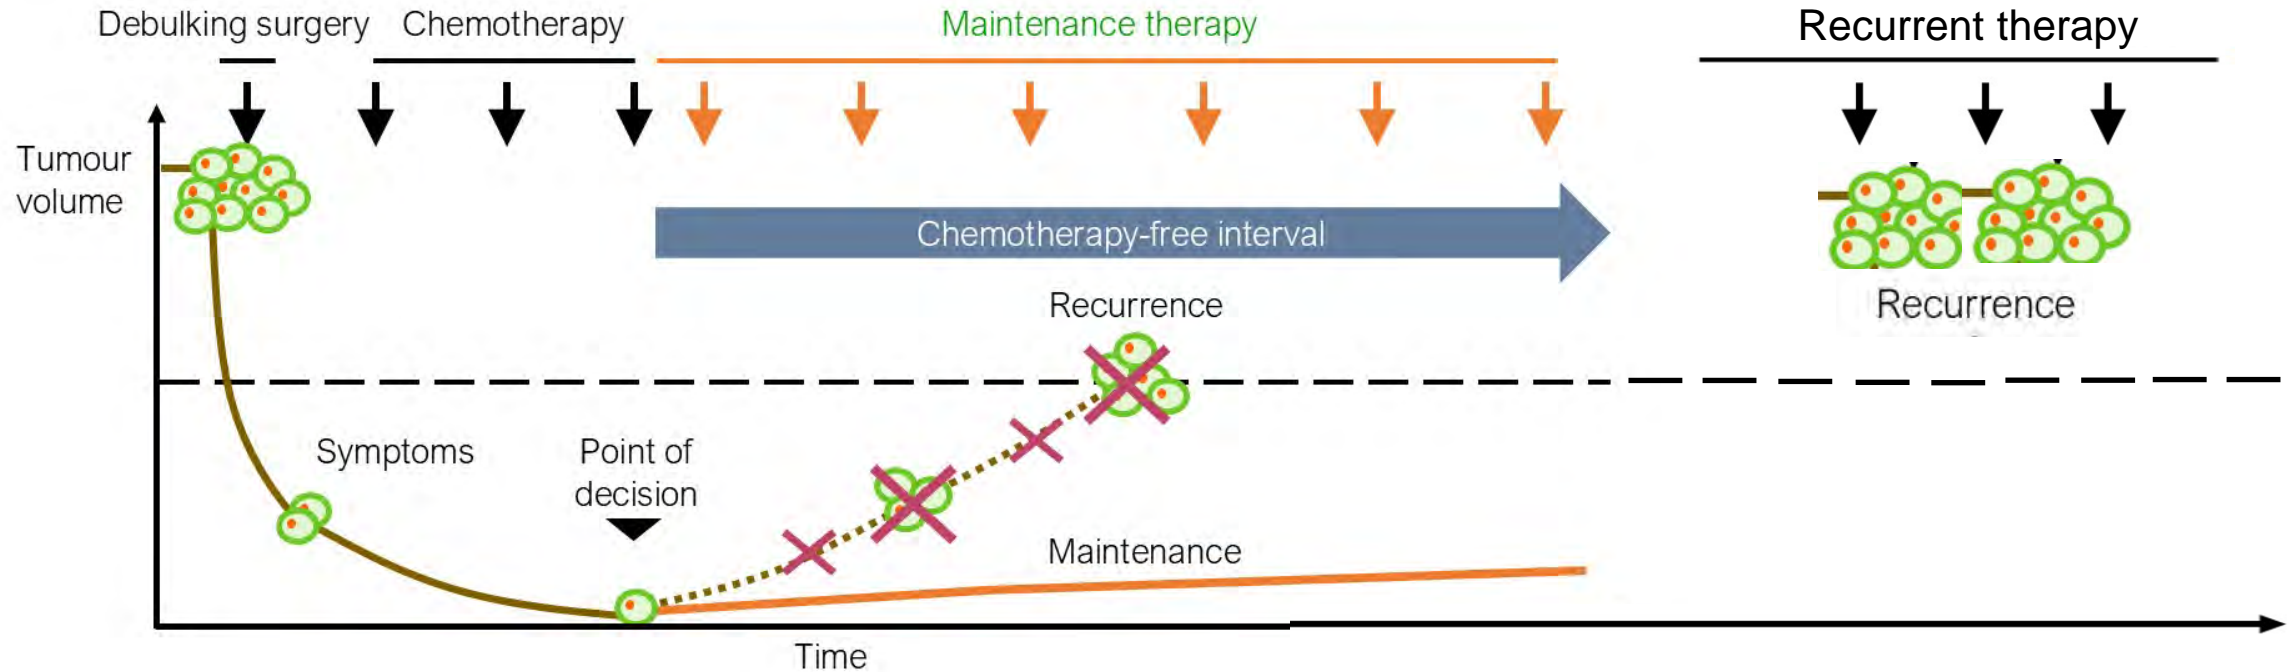 Debulking surgery
Chemotherapy
Maintenance therapy
Recurrent therapy
Tumour
volume
Chemotherapy-free interval
Recurrence
Recurrence
Symptoms
Point of
decision
Maintenance
Time